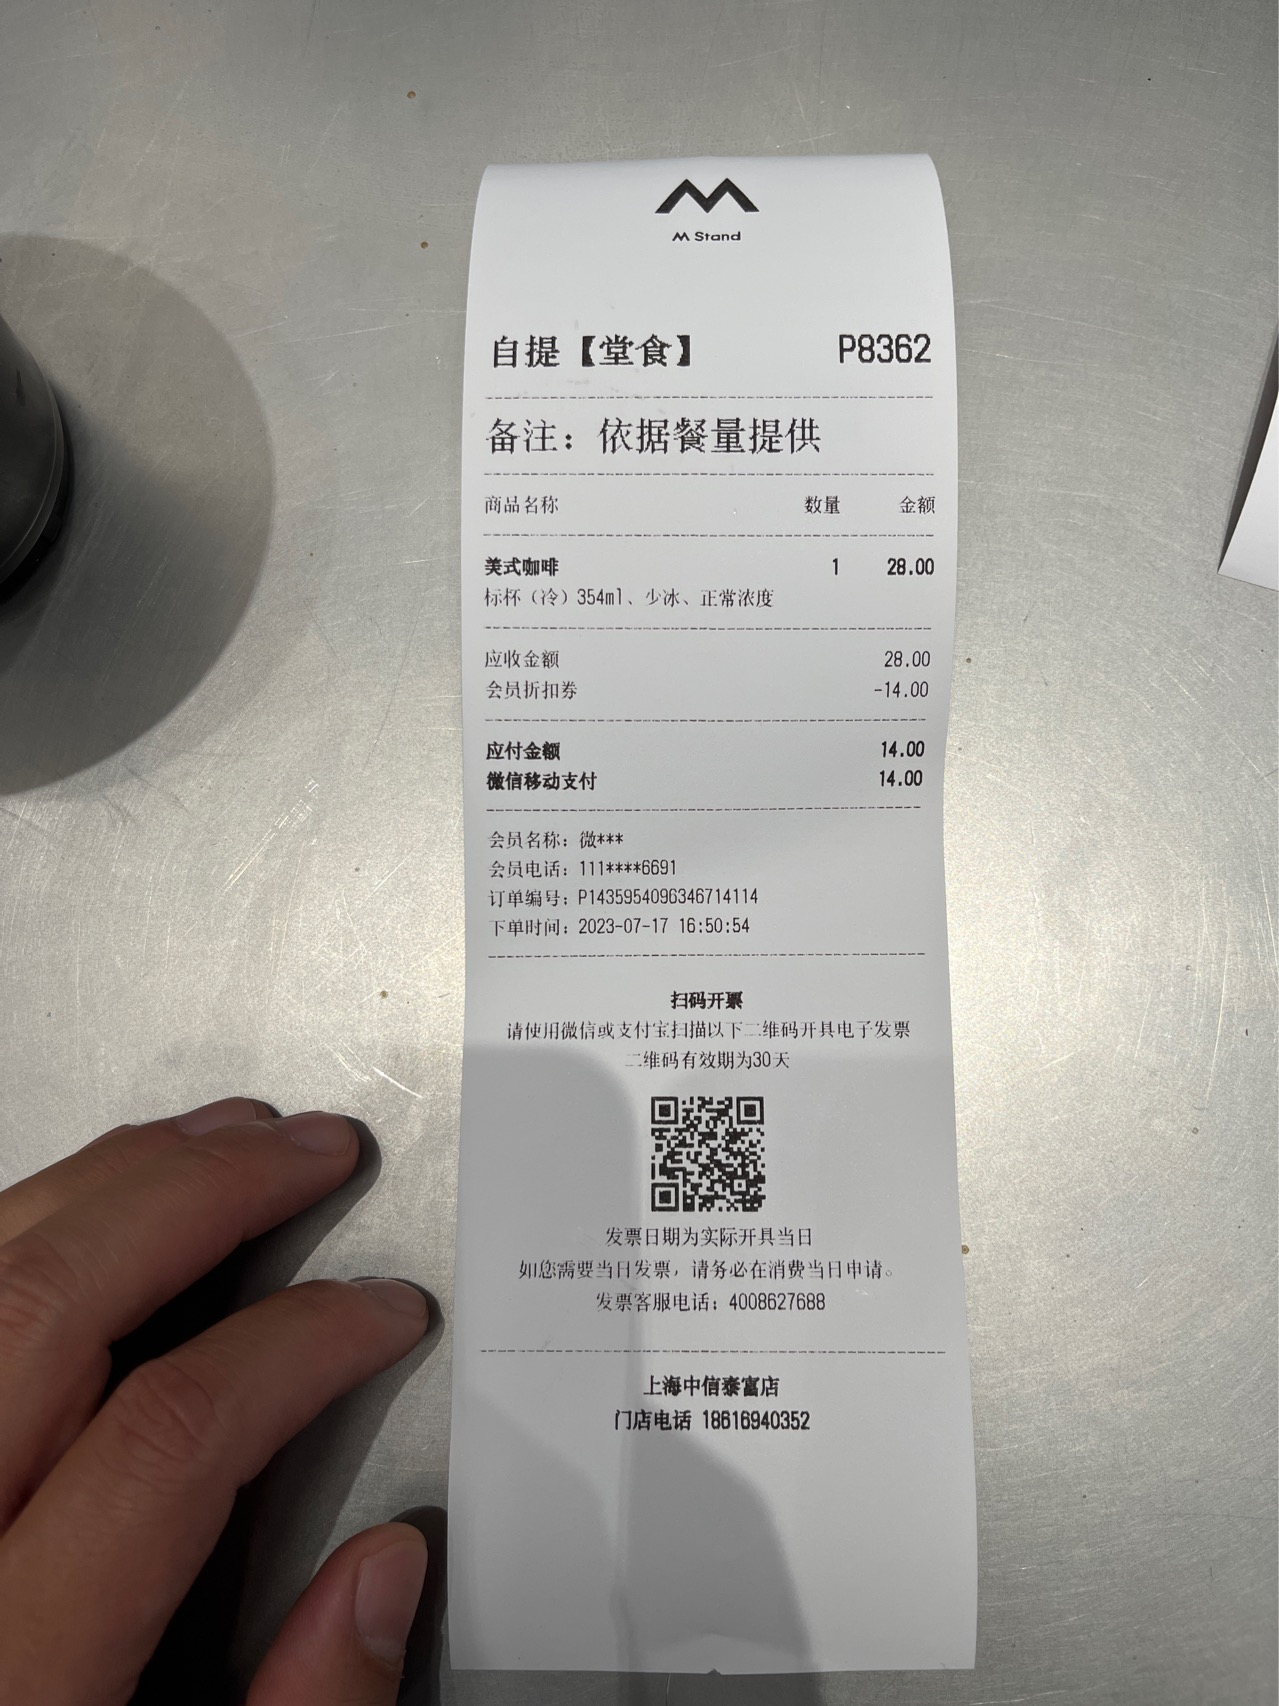 M Stand
自提【堂食】 P8362
备注：依据餐量提供
商品名称 数量 金额
美式咖啡 1 28.00
标杯（冷）354ml、少冰、正常浓度
应收金额 28.00
会员折扣券 -14.00
应付金额 14.00
微信移动支付 14.00
会员名称：微***
会员电话：111****6691
订单编号：P1435954096346714114
下单时间：2023-07-17 16:50:54
扫码开票
请使用微信或支付宝扫描以下二维码开具电子发票
二维码有效期为30天
发票日期为实际开具当日
如您需要当日发票，请务必在消费当日申请。
发票客服电话：4008627688
上海中信泰富店
门店电话 18616940352